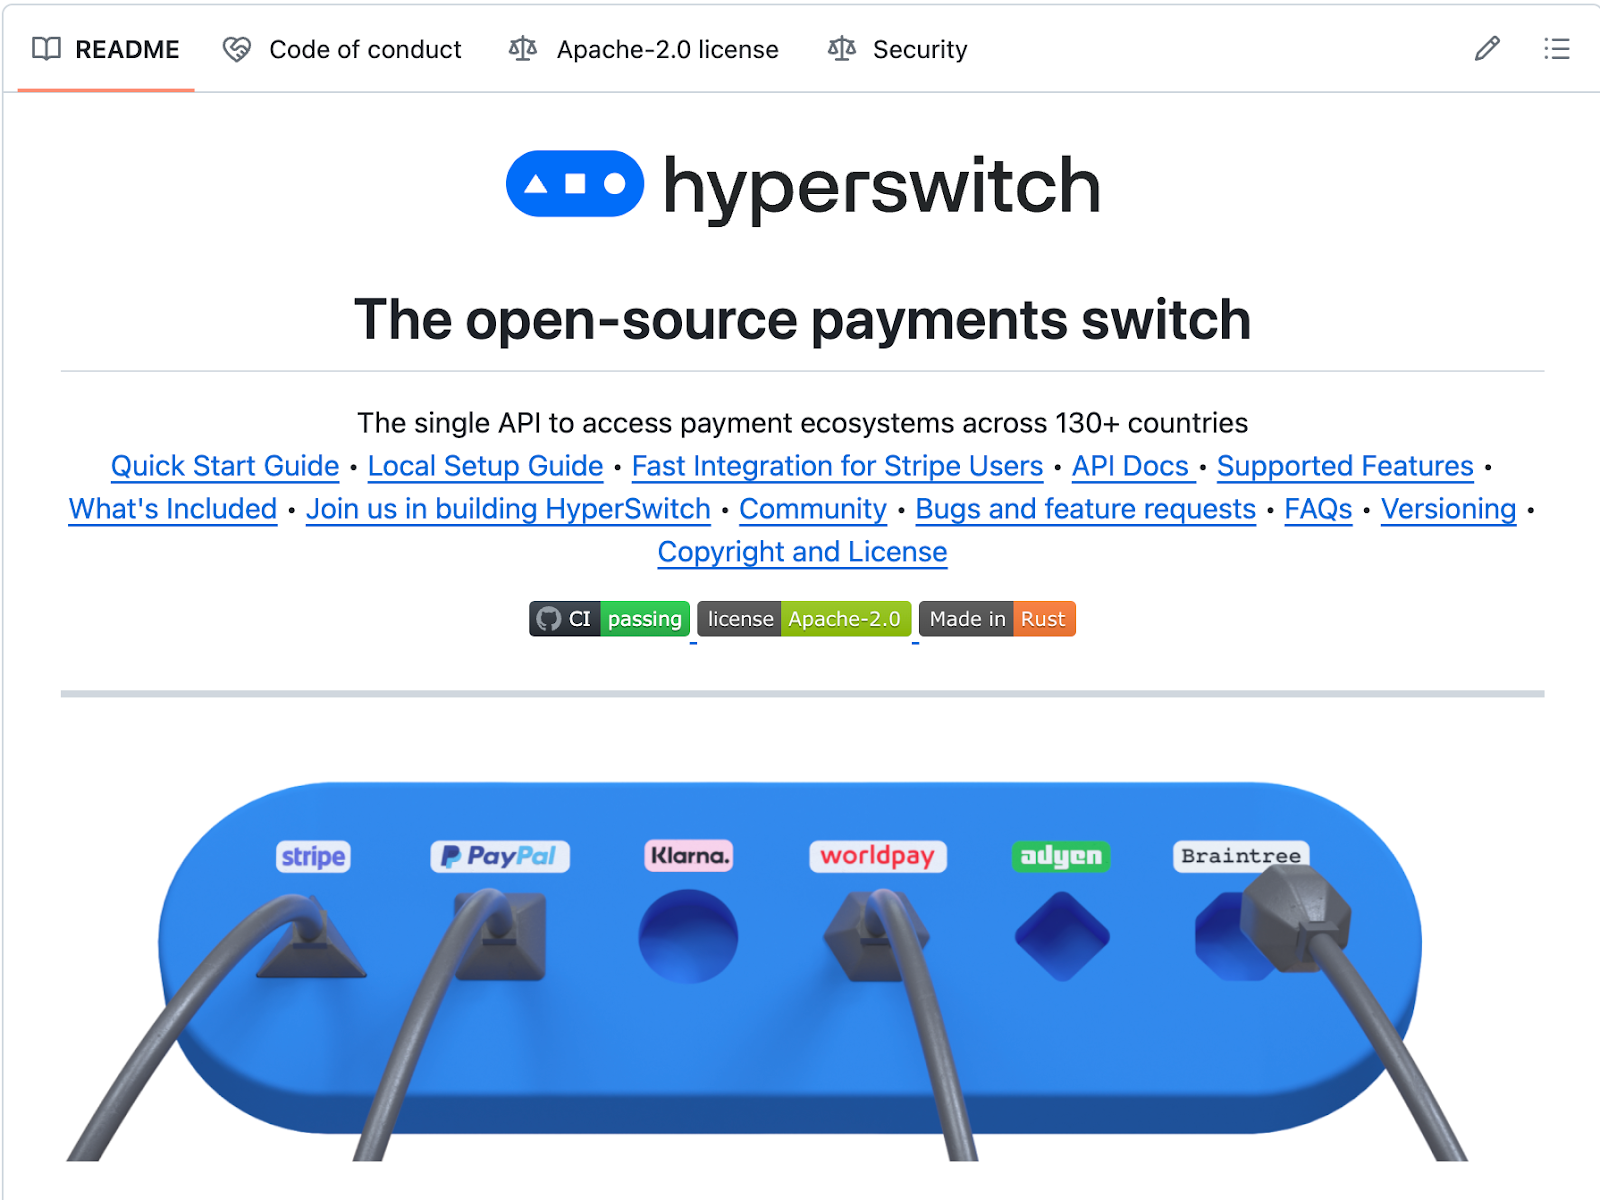 README Code of conduct Apache-2.0 license Security
hyperswitch
The open-source payments switch
The single API to access payment ecosystems across 130+ countries
Quick Start Guide • Local Setup Guide • Fast Integration for Stripe Users • API Docs • Supported Features •
What's Included • Join us in building HyperSwitch • Community • Bugs and feature requests • FAQs • Versioning •
Copyright and License
CI passing license Apache-2.0 Made in Rust
stripe PayPal Klarna. worldpay adyen Braintree